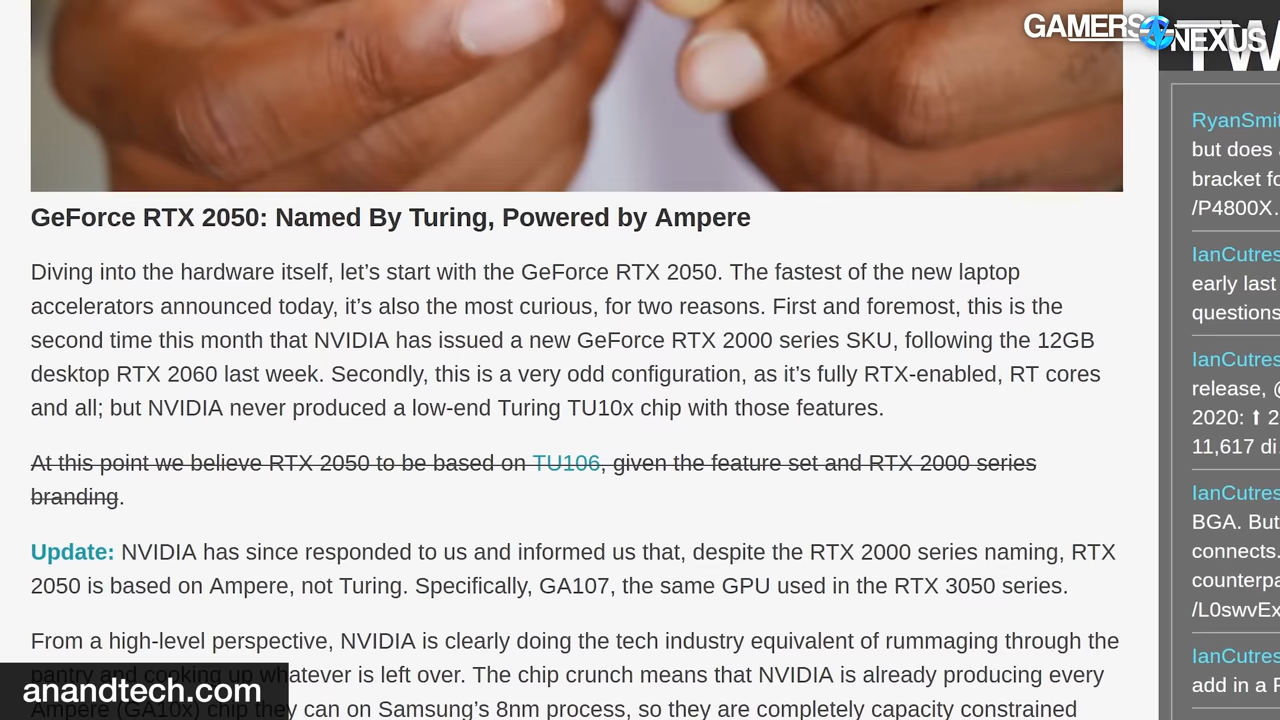 GAMERS NEXUS
TW
GeForce RTX 2050: Named By Turing, Powered by Ampere
Diving into the hardware itself, let’s start with the GeForce RTX 2050. The fastest of the new laptop
accelerators announced today, it’s also the most curious, for two reasons. First and foremost, this is the
second time this month that NVIDIA has issued a new GeForce RTX 2000 series SKU, following the 12GB
desktop RTX 2060 last week. Secondly, this is a very odd configuration, as it’s fully RTX-enabled, RT cores
and all; but NVIDIA never produced a low-end Turing TU10x chip with those features.
At this point we believe RTX 2050 to be based on TU106, given the feature set and RTX 2000 series
branding.
Update: NVIDIA has since responded to us and informed us that, despite the RTX 2000 series naming, RTX
2050 is based on Ampere, not Turing. Specifically, GA107, the same GPU used in the RTX 3050 series.
From a high-level perspective, NVIDIA is clearly doing the tech industry equivalent of rummaging through the
pantry and cooking up whatever is left over. The chip crunch means that NVIDIA is already producing every
Ampere (GA10x) chip they can on Samsung’s 8nm process, so they are completely capacity constrained
anandtech.com
RyanSmit
but does
bracket fo
/P4800X.
IanCutres
early last
questions
IanCutres
release, @
2020: ⬆ 2
11,617 di
IanCutres
BGA. But
connects.
counterpa
/L0swvEx
IanCutres
add in a